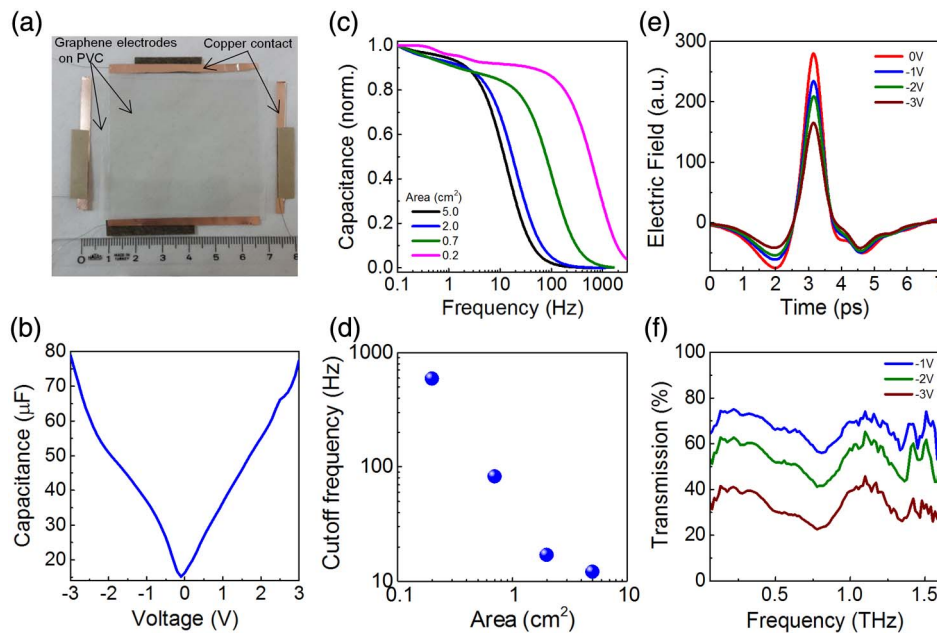 (a)
Graphene electrodes
on PVC
Copper contact
0 1 2 3 4 5 6 7 8
(b)
Capacitance (μF)
80
70
60
50
40
30
20
-3 -2 -1 0 1 2 3
Voltage (V)
(c)
Capacitance (norm.)
1.0
0.8
0.6
0.4
0.2
0.0
Area (cm²)
5.0
2.0
0.7
0.2
0.1 1 10 100 1000
Frequency (Hz)
(d)
Cutoff frequency (Hz)
1000
100
10
0.1 1 10
Area (cm²)
(e)
Electric Field (a.u.)
300
200
100
0
0V
-1V
-2V
-3V
0 1 2 3 4 5 6 7
Time (ps)
(f)
Transmission (%)
100
80
60
40
20
0
-1V
-2V
-3V
0.5 1.0 1.5
Frequency (THz)